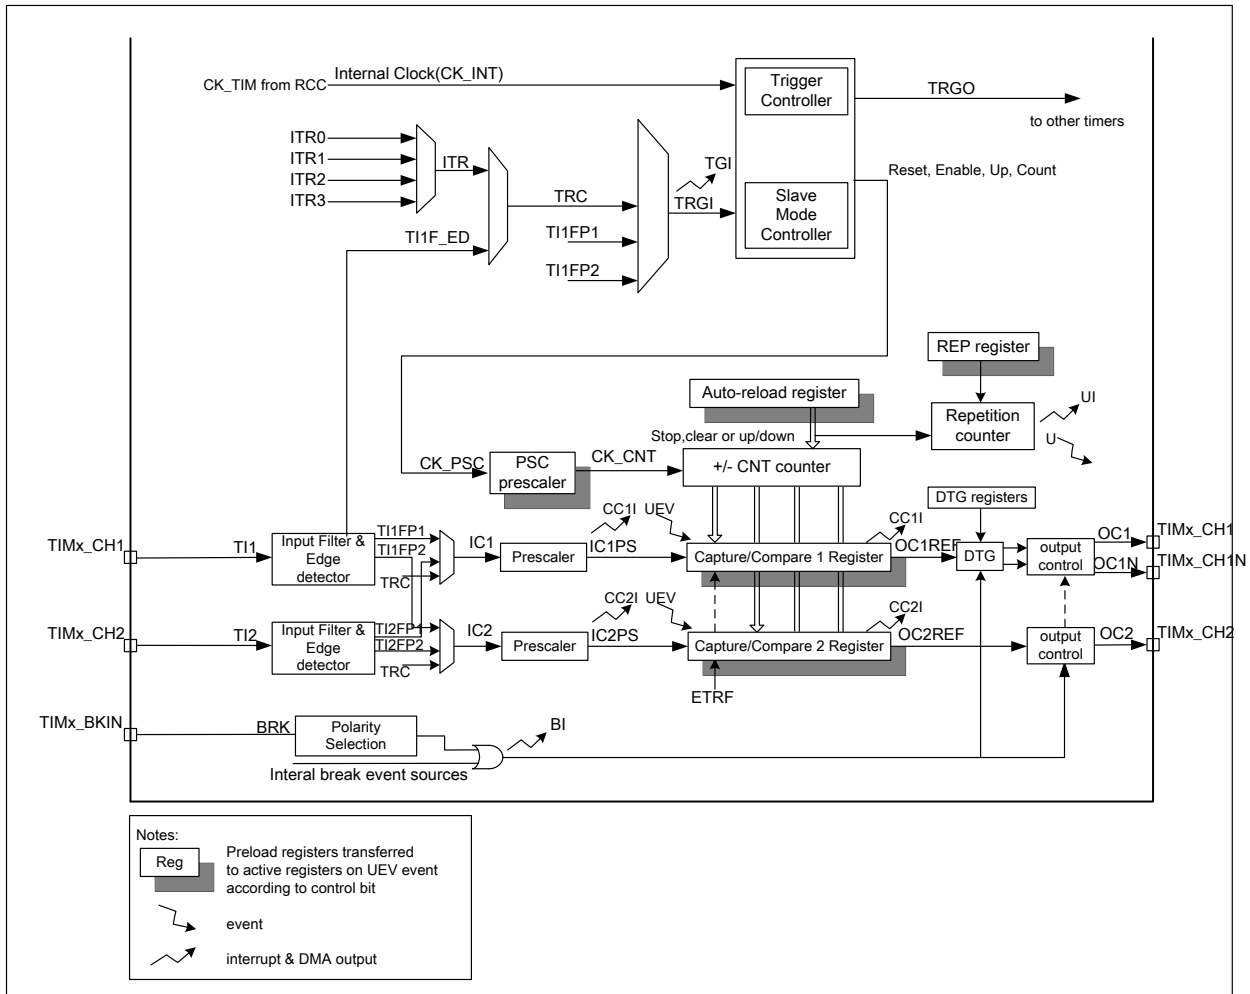 Internal Clock(CK_INT)
CK_TIM from RCC
Trigger
Controller
TRGO
to other timers
ITR0
ITR1
ITR2
ITR3
ITR
TGI
Reset, Enable, Up, Count
TRC
TRGI
Slave
Mode
Controller
TI1F_ED
TI1FP1
TI1FP2
REP register
Auto-reload register
UI
Repetition
counter
Stop,clear or up/down
U
CK_PSC
PSC
prescaler
CK_CNT
+/- CNT counter
DTG registers
CC1I
UEV
CC1I
TIMx_CH1
TI1
Input Filter &
Edge
detector
TI1FP1
TI1FP2
TRC
IC1
Prescaler
IC1PS
Capture/Compare 1 Register
OC1REF
DTG
output
control
OC1
TIMx_CH1
OC1N
TIMx_CH1N
CC2I
UEV
CC2I
TIMx_CH2
TI2
Input Filter &
Edge
detector
TI2FP1
TI2FP2
TRC
IC2
Prescaler
IC2PS
Capture/Compare 2 Register
OC2REF
output
control
OC2
TIMx_CH2
ETRF
TIMx_BKIN
BRK
Polarity
Selection
BI
Interal break event sources
Notes:
Reg
Preload registers transferred
to active registers on UEV event
according to control bit
event
interrupt & DMA output